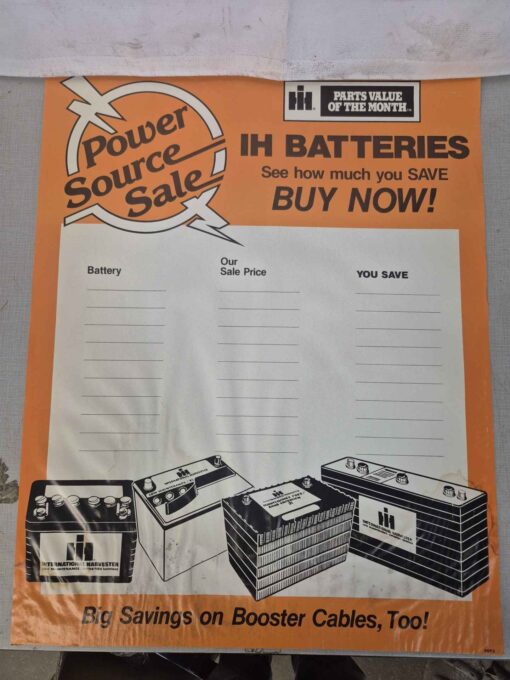 Power
Source
Sale
IH
PARTS VALUE
OF THE MONTH
IH BATTERIES
See how much you SAVE
BUY NOW!
Battery
Our
Sale Price
YOU SAVE
INTERNATIONAL HARVESTER
Big Savings on Booster Cables, Too!